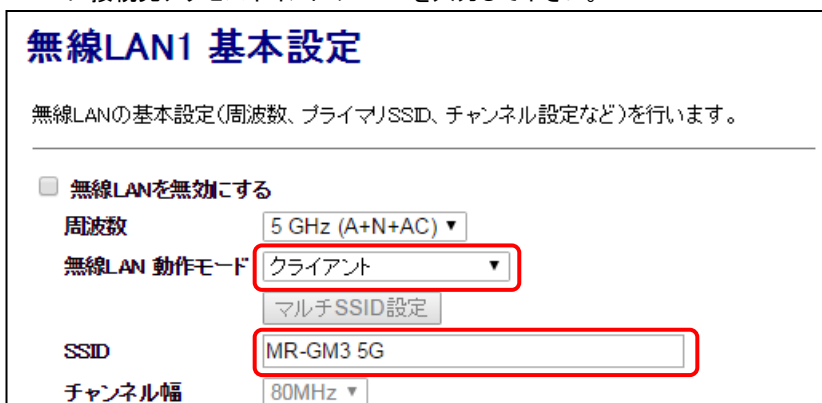 無線LAN1 基本設定
無線LANの基本設定(周波数、プライマリSSID、チャンネル設定など)を行います。
無線LANを無効にする
周波数 5 GHz (A+N+AC) ▼
無線LAN 動作モード クライアント ▼
マルチSSID設定
SSID MR-GM3 5G
チャンネル幅 80MHz ▼